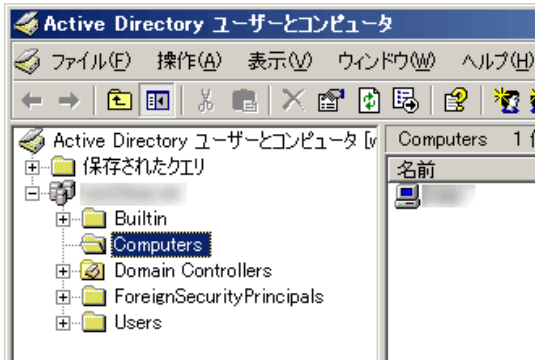 Active Directory ユーザーとコンピュータ
ファイル(F) 操作(A) 表示(V) ウィンドウ(W) ヘルプ(H)
Active Directory ユーザーとコンピュータ [
Computers 1
保存されたクエリ
名前
Builtin
Computers
Domain Controllers
ForeignSecurityPrincipals
Users